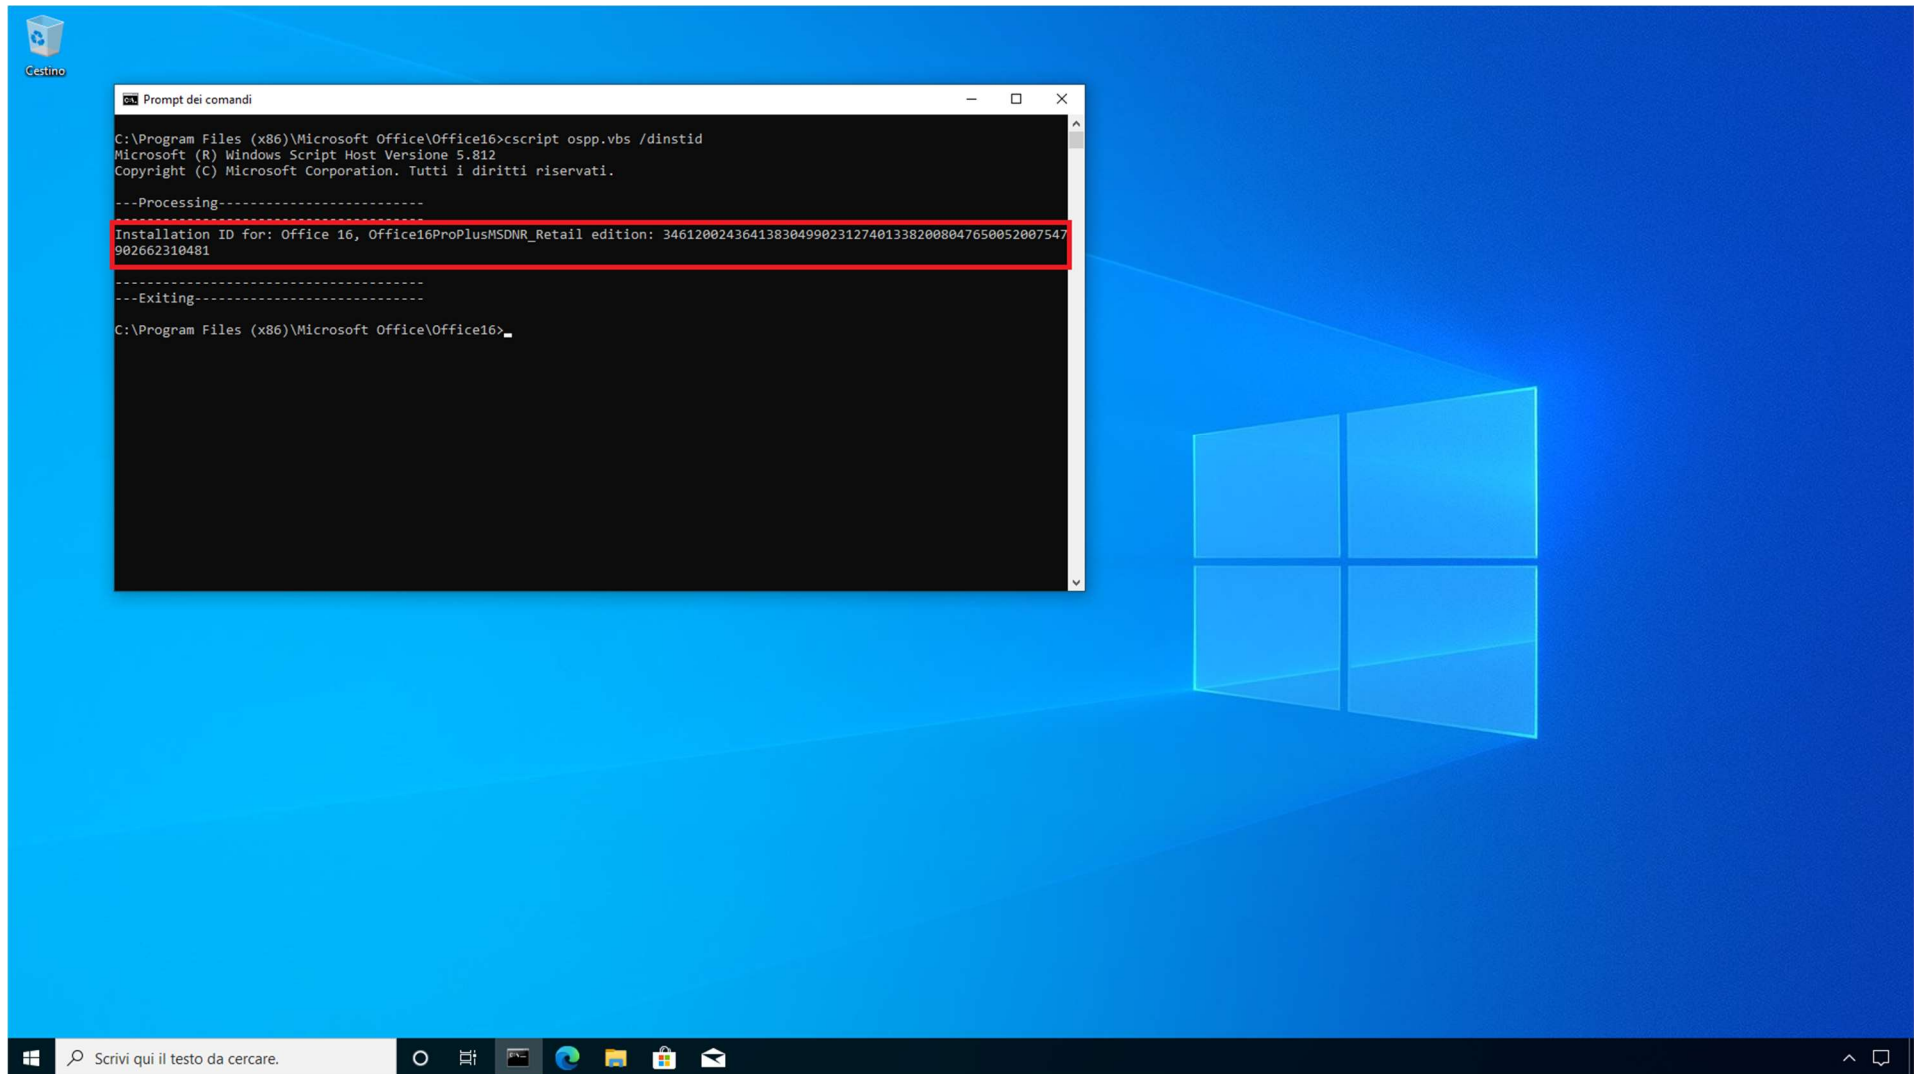 Cestino
Prompt dei comandi
C:\Program Files (x86)\Microsoft Office\Office16>cscript ospp.vbs /dinstid
Microsoft (R) Windows Script Host Versione 5.812
Copyright (C) Microsoft Corporation. Tutti i diritti riservati.
---Processing--------------------------
---------------------------------------
Installation ID for: Office 16, Office16ProPlusMSDNR_Retail edition: 346120024364138304990231274013382008047650052007547
902662310481
---------------------------------------
---Exiting-----------------------------
C:\Program Files (x86)\Microsoft Office\Office16>
Scrivi qui il testo da cercare.